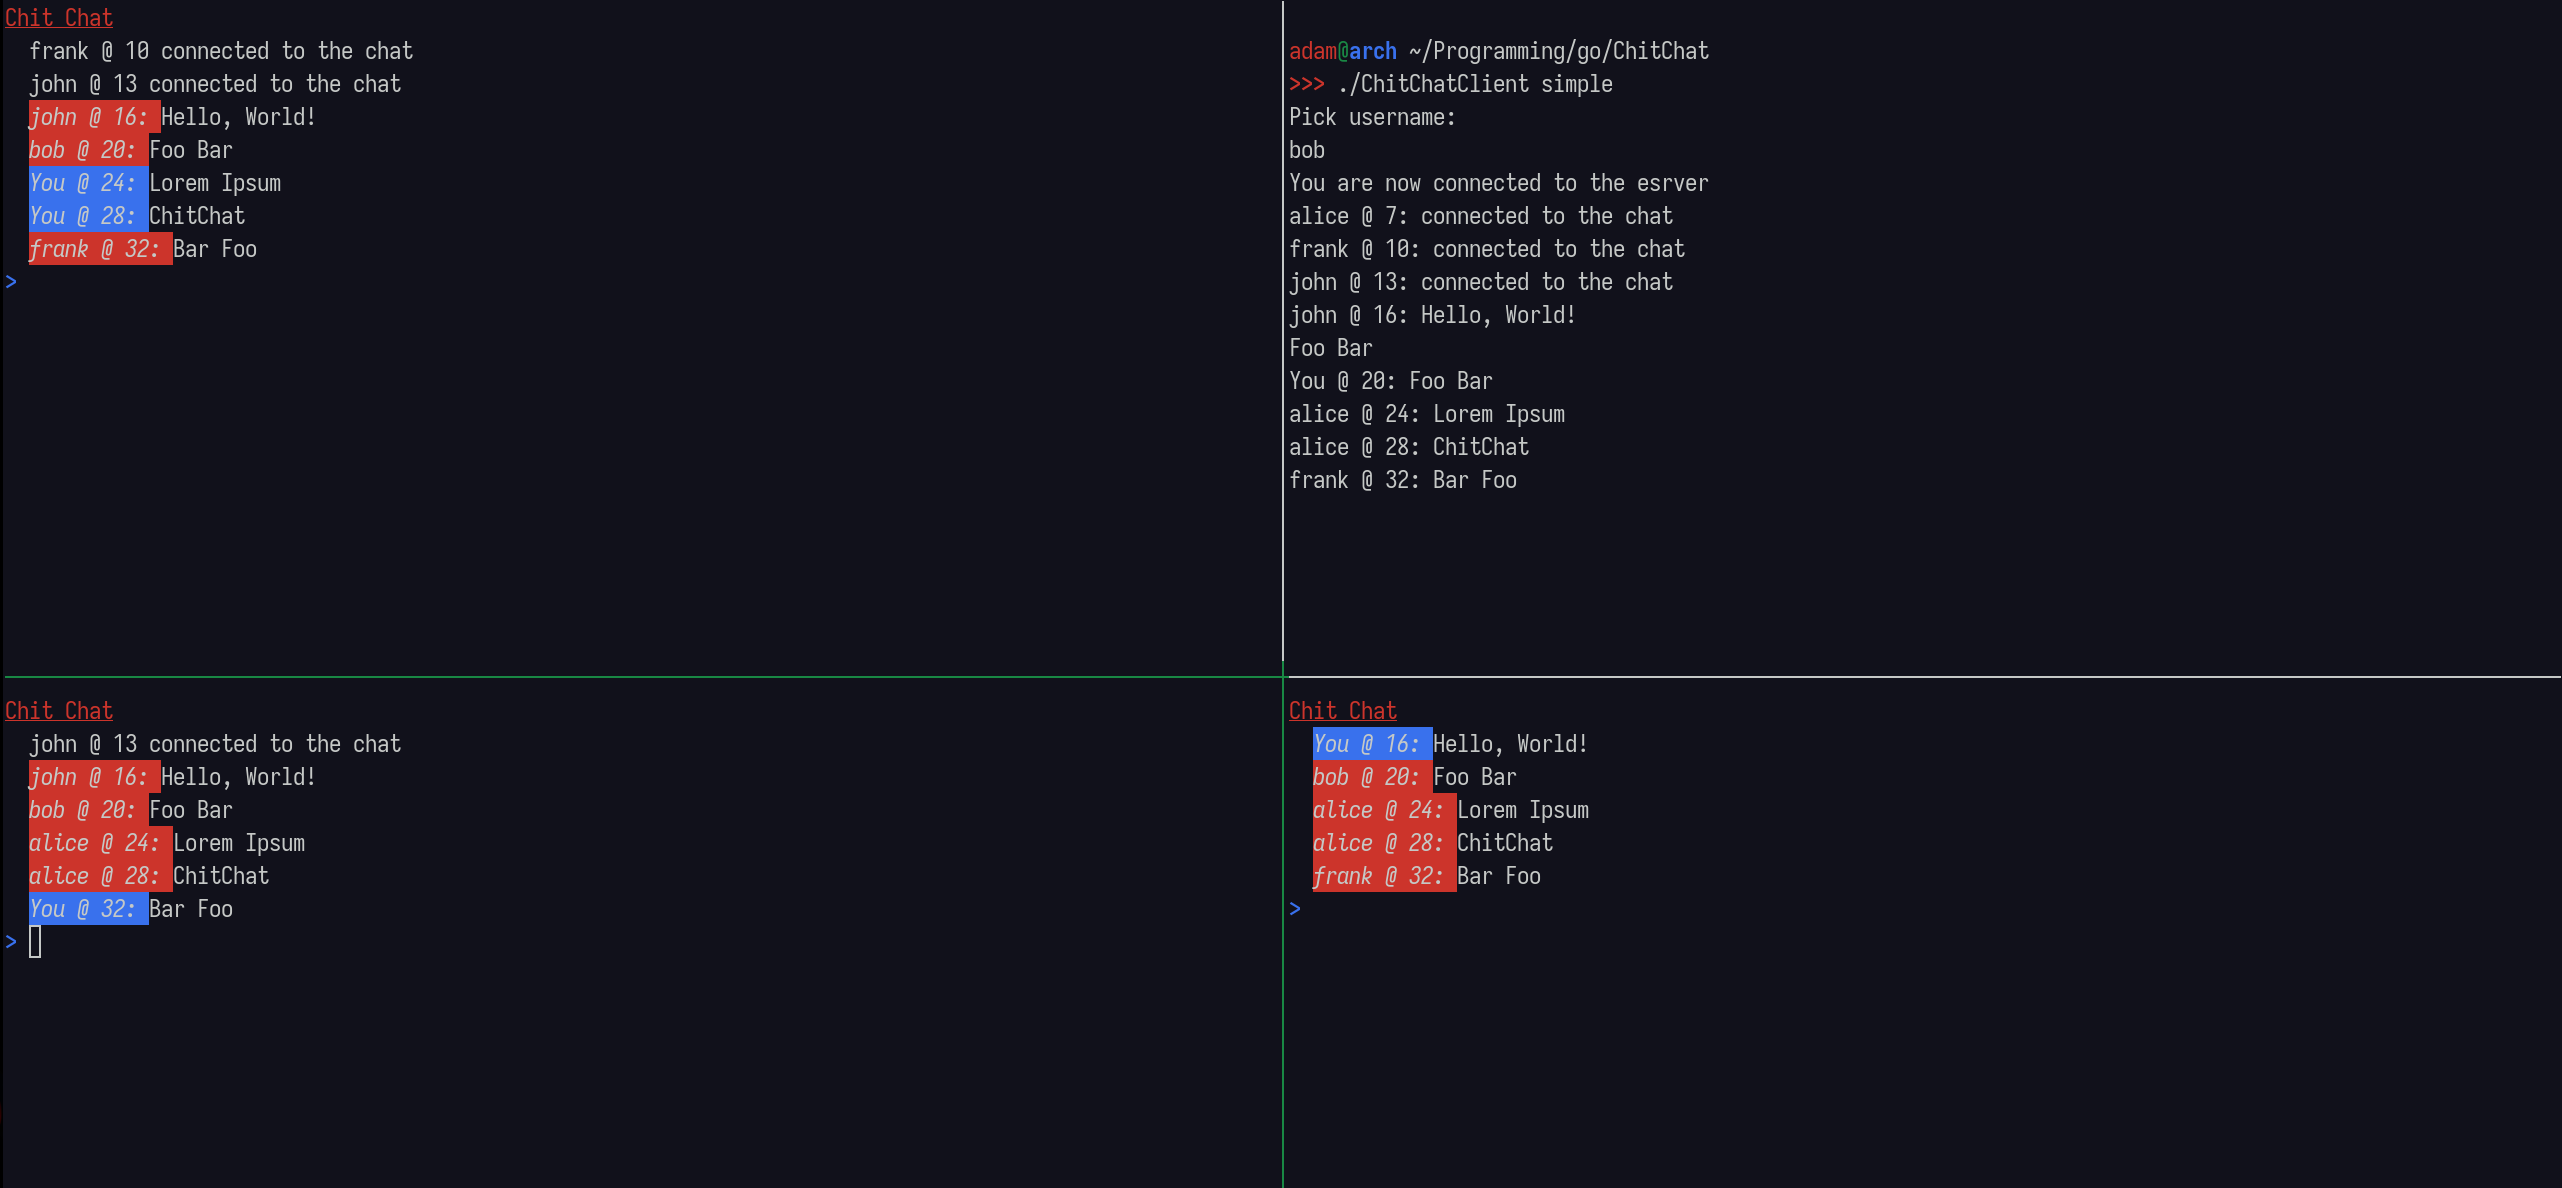 Chit Chat
frank @ 10 connected to the chat
john @ 13 connected to the chat
john @ 16: Hello, World!
bob @ 20: Foo Bar
You @ 24: Lorem Ipsum
You @ 28: ChitChat
frank @ 32: Bar Foo
>
adam@arch ~/Programming/go/ChitChat
>>> ./ChitChatClient simple
Pick username:
bob
You are now connected to the esrver
alice @ 7: connected to the chat
frank @ 10: connected to the chat
john @ 13: connected to the chat
john @ 16: Hello, World!
Foo Bar
You @ 20: Foo Bar
alice @ 24: Lorem Ipsum
alice @ 28: ChitChat
frank @ 32: Bar Foo
Chit Chat
john @ 13 connected to the chat
john @ 16: Hello, World!
bob @ 20: Foo Bar
alice @ 24: Lorem Ipsum
alice @ 28: ChitChat
You @ 32: Bar Foo
>
Chit Chat
You @ 16: Hello, World!
bob @ 20: Foo Bar
alice @ 24: Lorem Ipsum
alice @ 28: ChitChat
frank @ 32: Bar Foo
>